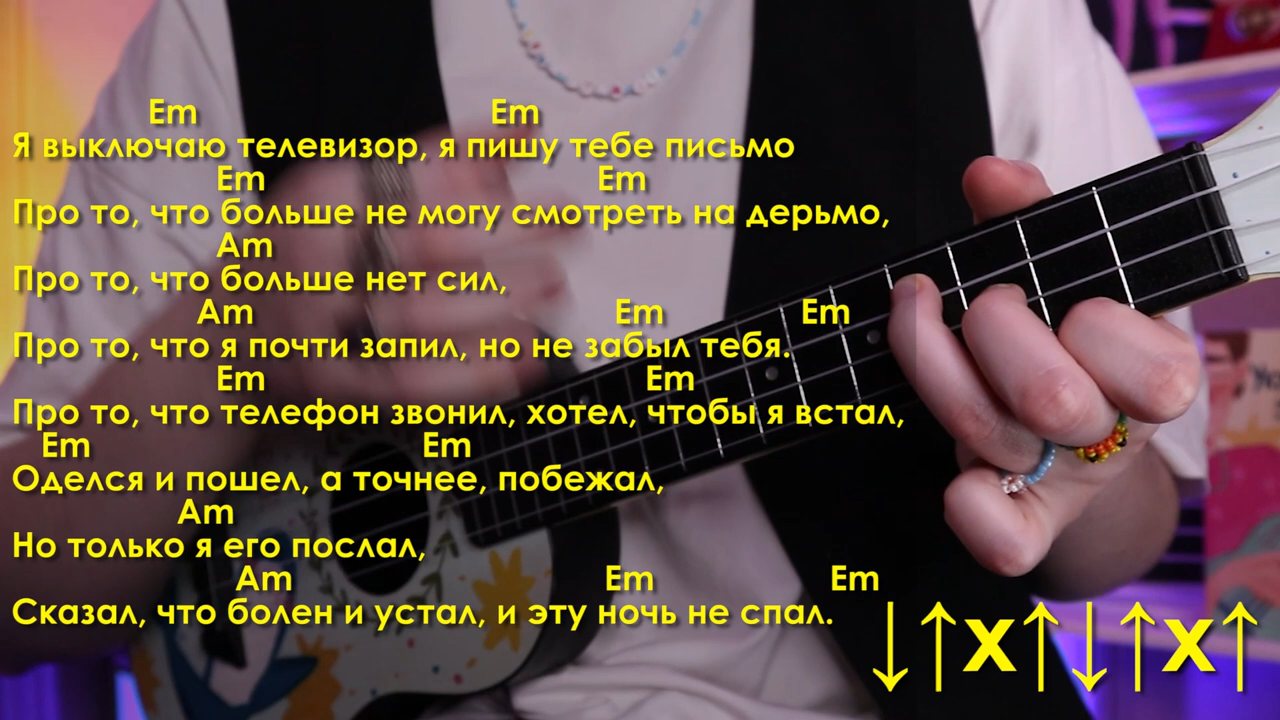 Em Em
Я выключаю телевизор, я пишу тебе письмо
Em Em
Про то, что больше не могу смотреть на дерьмо,
Am
Про то, что больше нет сил,
Am Em Em
Про то, что я почти запил, но не забыл тебя.
Em Em
Про то, что телефон звонил, хотел, чтобы я встал,
Em Em
Оделся и пошел, а точнее, побежал,
Am
Но только я его послал,
Am Em Em
Сказал, что болен и устал, и эту ночь не спал.
↓↑x↑↓↑x↑